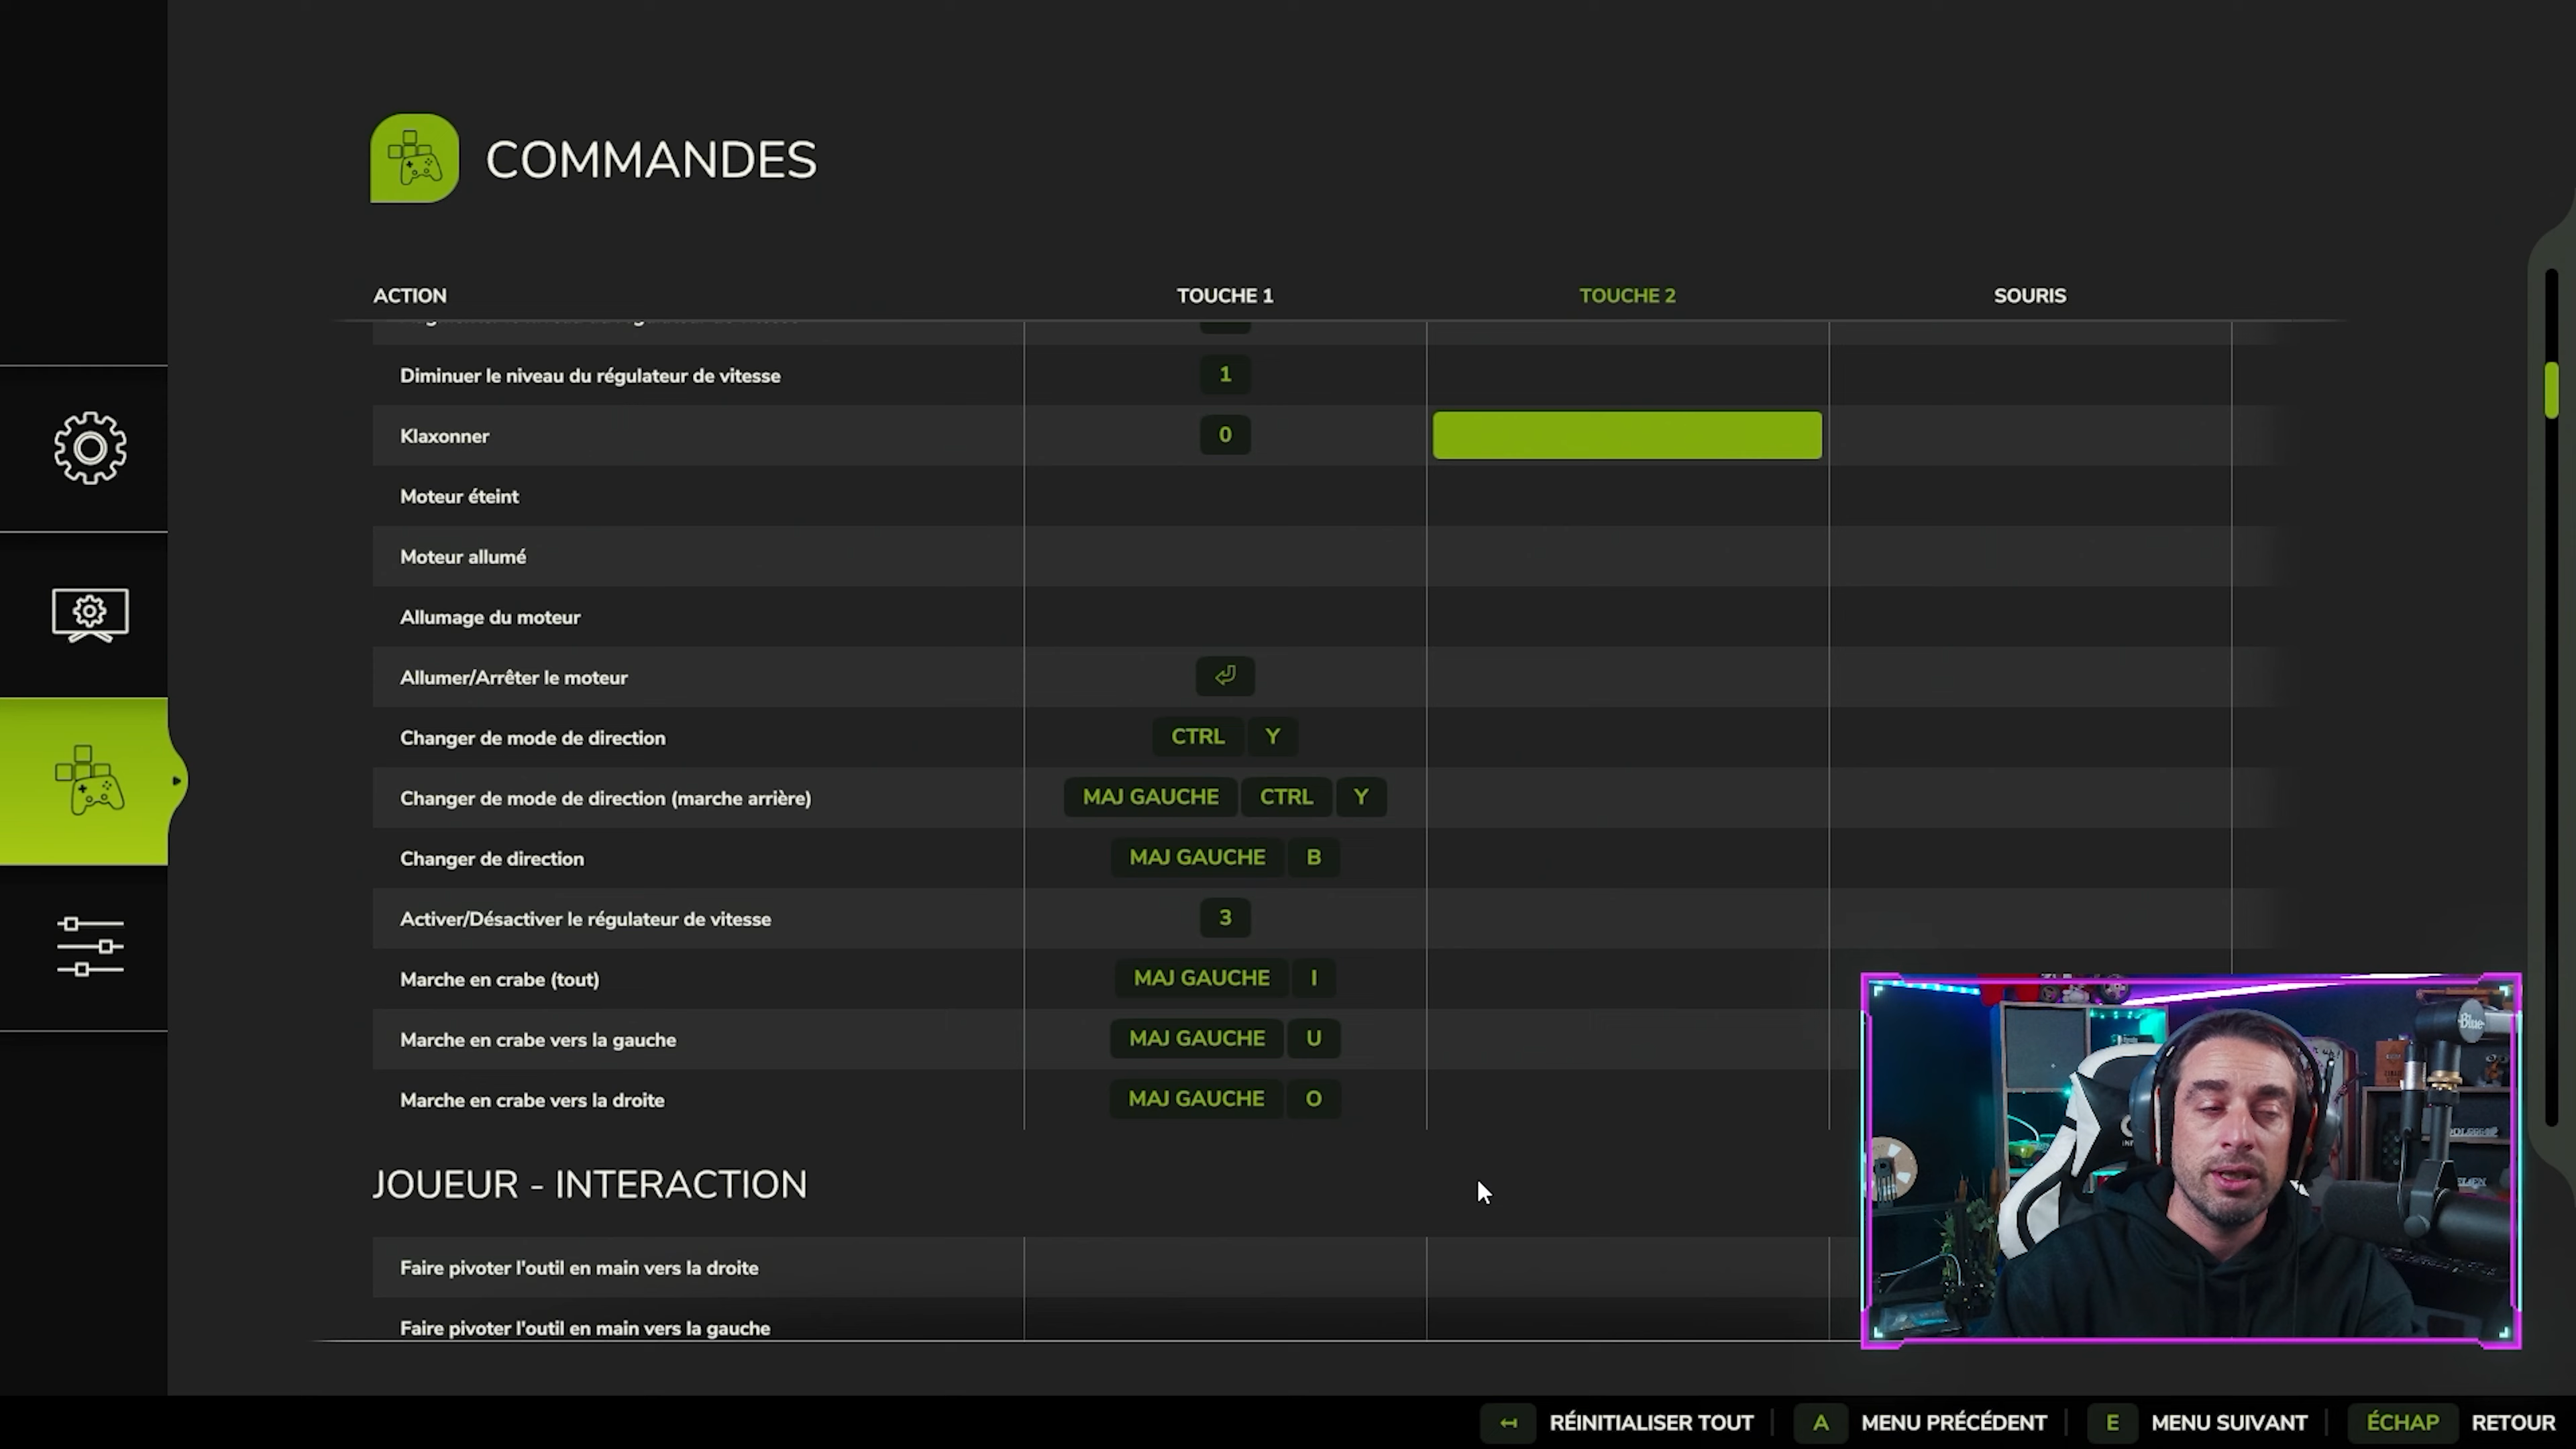 COMMANDES
ACTION TOUCHE 1 TOUCHE 2 SOURIS
Diminuer le niveau du régulateur de vitesse 1
Klaxonner 0
Moteur éteint
Moteur allumé
Allumage du moteur
Allumer/Arrêter le moteur
Changer de mode de direction CTRL Y
Changer de mode de direction (marche arrière) MAJ GAUCHE CTRL Y
Changer de direction MAJ GAUCHE B
Activer/Désactiver le régulateur de vitesse 3
Marche en crabe (tout) MAJ GAUCHE I
Marche en crabe vers la gauche MAJ GAUCHE U
Marche en crabe vers la droite MAJ GAUCHE O
JOUEUR - INTERACTION
Faire pivoter l'outil en main vers la droite
Faire pivoter l'outil en main vers la gauche
Blue
RÉINITIALISER TOUT A MENU PRÉCÉDENT E MENU SUIVANT ÉCHAP RETOUR